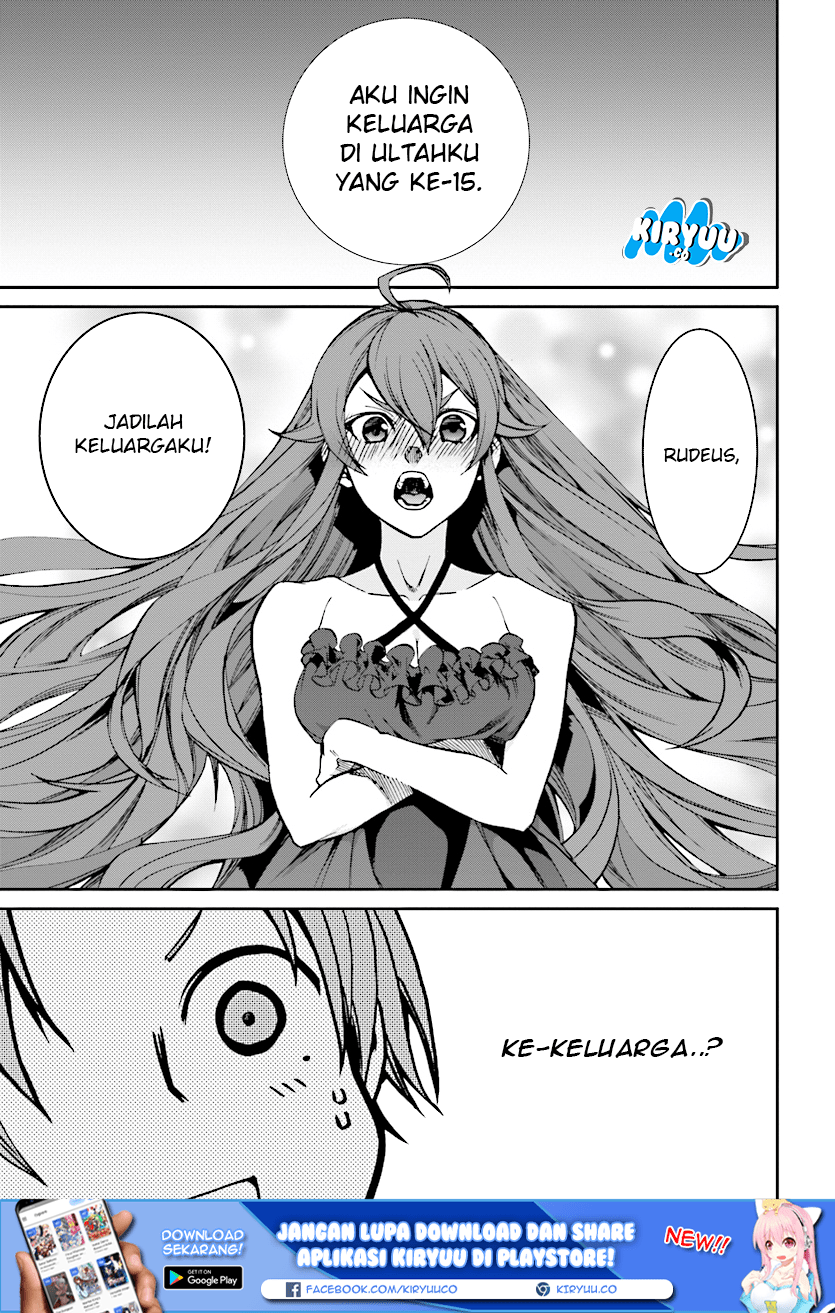 AKU INGIN
KELUARGA
DI ULTAHKU
YANG KE-15.
KIRYUU
.CO
RUDEUS,
JADILAH
KELUARGAKU!
KE-KELUARGA..?
DOWNLOAD
SEKARANG!
GET IT ON
Google Play
JANGAN LUPA DOWNLOAD DAN SHARE
APLIKASI KIRYUU DI PLAYSTORE!
FACEBOOK.COM/KIRYUUCO
KIRYUU.CO
NEW!!